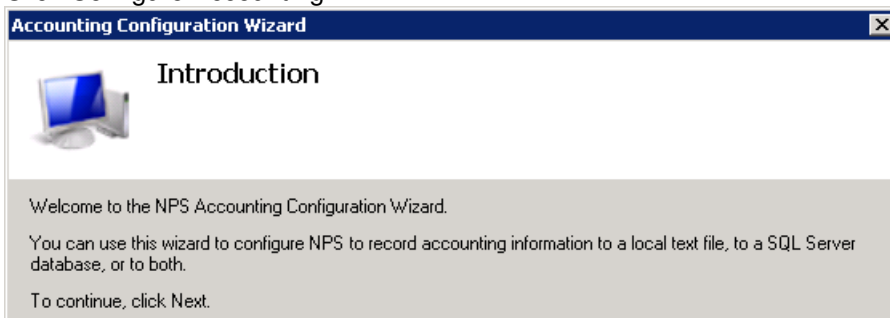 Accounting Configuration Wizard
Introduction
Welcome to the NPS Accounting Configuration Wizard.
You can use this wizard to configure NPS to record accounting information to a local text file, to a SQL Server
database, or to both.
To continue, click Next.